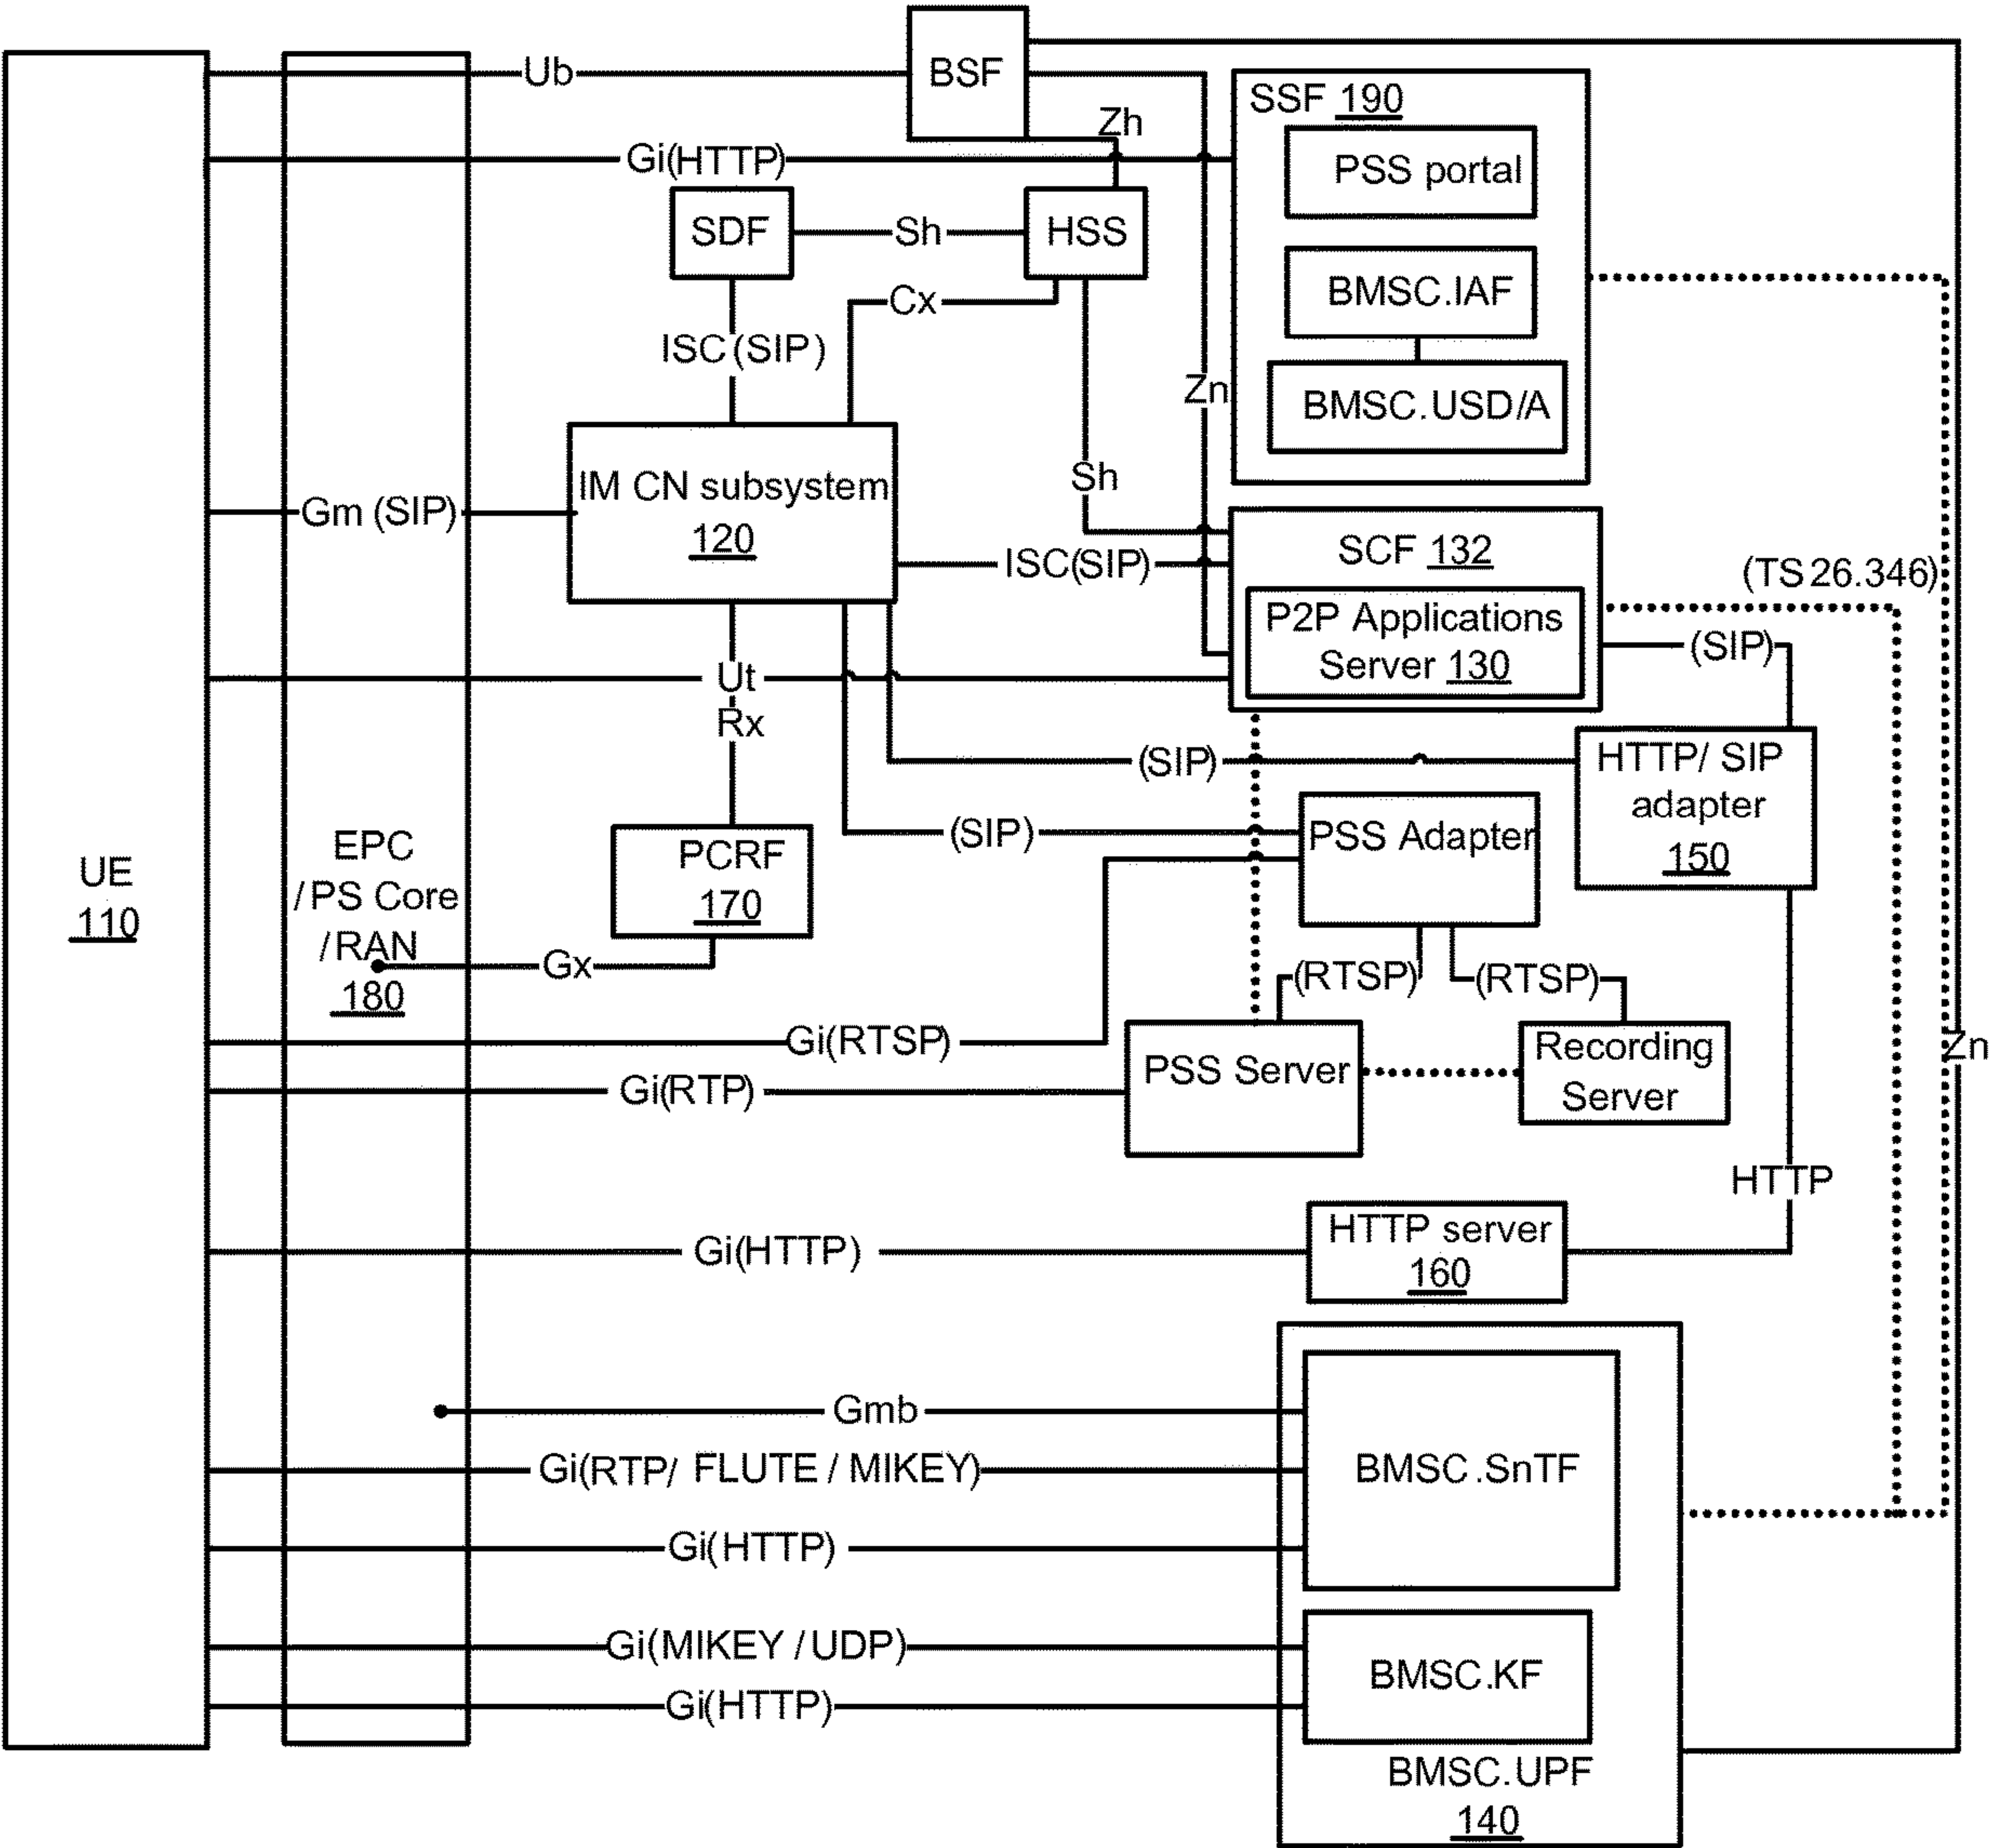 BSF
Ub
SSF 190
Zh
PSS portal
Gi(HTTP)
SDF
Sh
HSS
BMSC.IAF
Cx
ISC(SIP)
Zn
BMSC.USD/A
Sh
IM CN subsystem
120
Gm (SIP)
SCF 132
ISC(SIP)
(TS 26.346)
P2P Applications
Server 130
(SIP)
Ut
Rx
(SIP)
HTTP/ SIP
adapter
150
(SIP)
PSS Adapter
EPC
/PS Core
/RAN
180
PCRF
170
UE
110
Gx
(RTSP)
(RTSP)
Gi(RTSP)
Recording
Server
Zn
PSS Server
Gi(RTP)
HTTP
HTTP server
160
Gi(HTTP)
Gmb
Gi(RTP/ FLUTE / MIKEY)
BMSC.SnTF
Gi(HTTP)
Gi(MIKEY / UDP)
BMSC.KF
Gi(HTTP)
BMSC.UPF
140